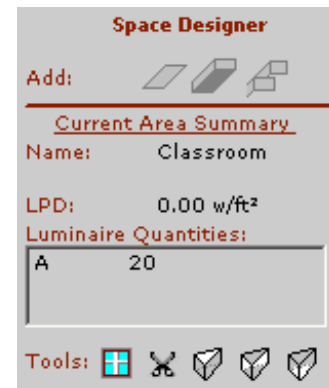 Space Designer
Add:
Current Area Summary
Name: Classroom
LPD: 0.00 w/ft²
Luminaire Quantities:
A 20
Tools: